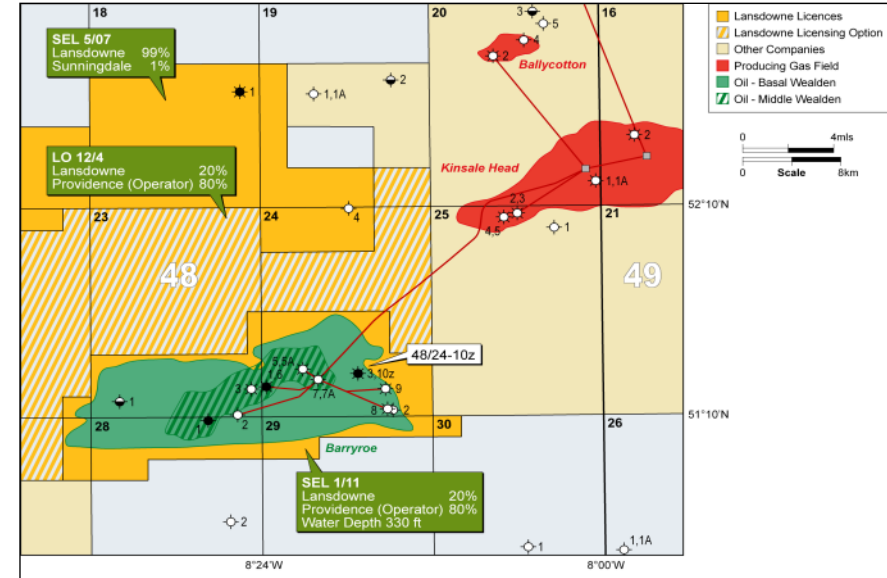 18
19
20
16
3
5
4
2
Ballycotton
SEL 5/07
Lansdowne 99%
Sunningdale 1%
1
1,1A
2
2
LO 12/4
Lansdowne 20%
Providence (Operator) 80%
Kinsale Head
1,1A
2,3
4,5
1
23
24
25
21
4
48
49
48/24-10z
5,5A
1,6
3
3,10z
7,7A
9
8
2
1
1
2
28
29
30
26
Barryroe
SEL 1/11
Lansdowne 20%
Providence (Operator) 80%
Water Depth 330 ft
2
1
1,1A
8°24'W
8°00'W
52°10'N
51°10'N
Lansdowne Licences
Lansdowne Licensing Option
Other Companies
Producing Gas Field
Oil - Basal Wealden
Oil - Middle Wealden
0 4mls
0 Scale 8km